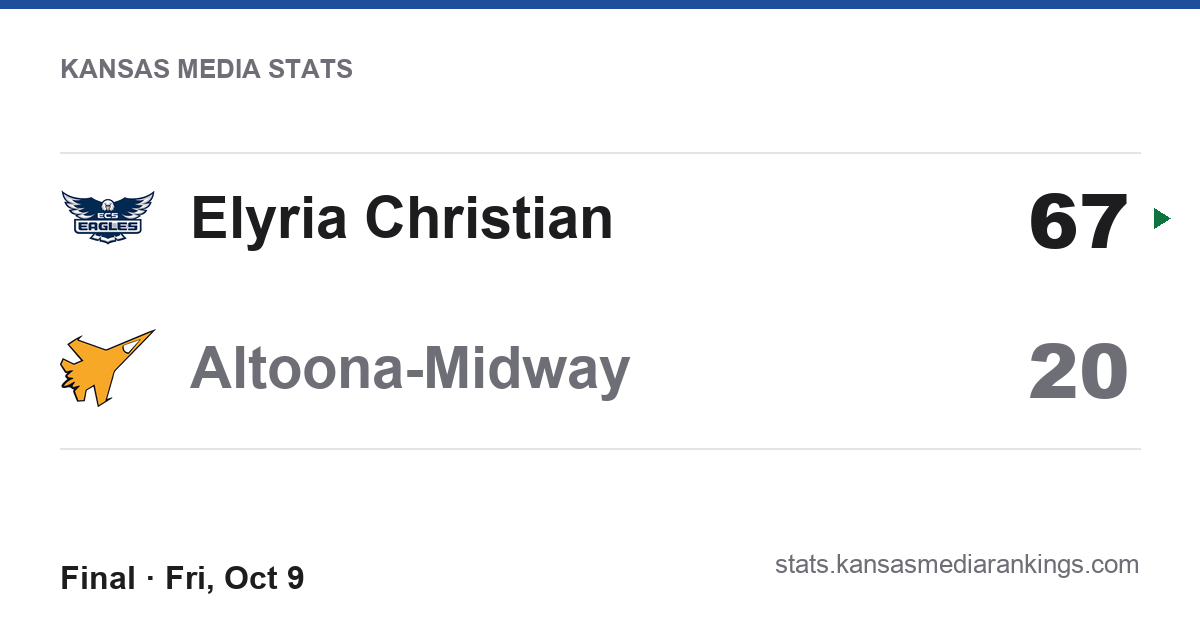 KANSAS MEDIA STATS
ECS
EAGLES
Elyria Christian 67
Altoona-Midway 20
Final · Fri, Oct 9
stats.kansasmediarankings.com